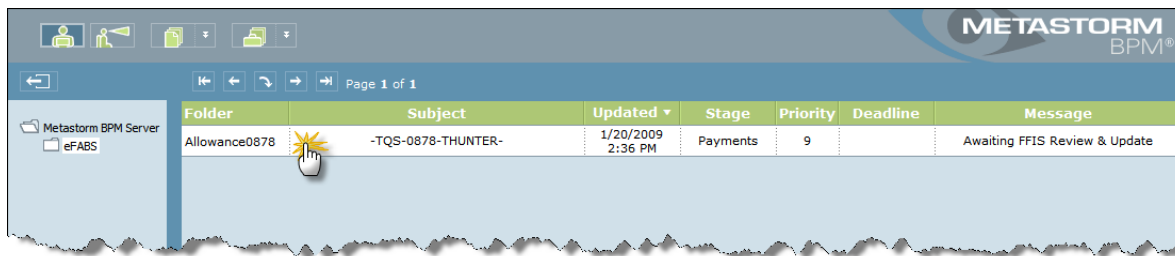 METASTORM
BPM®
Page 1 of 1
Metastorm BPM Server
eFABS
Folder Subject Updated Stage Priority Deadline Message
Allowance0878 -TQS-0878-THUNTER- 1/20/2009 2:36 PM Payments 9 Awaiting FFIS Review & Update